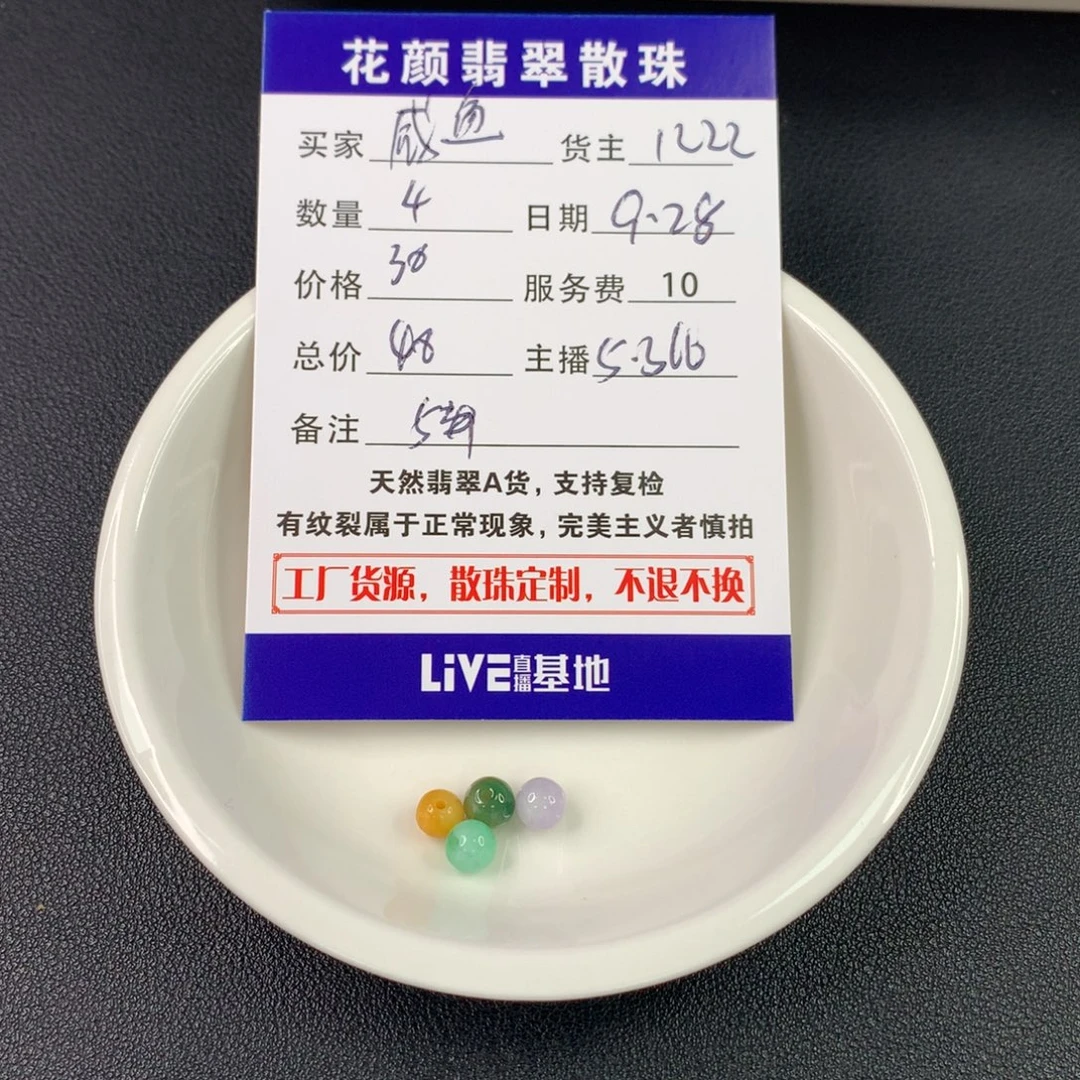 花颜翡翠散珠
买家 咸鱼 货主 1222
数量 4 日期 9.28
价格 38 服务费 10
总价 48 主播
备注
天然翡翠A货，支持复检
有纹裂属于正常现象，完美主义者慎拍
工厂货源，散珠定制，不退不换
LiVE直播基地